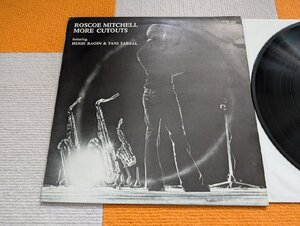 ROSCOE MITCHELL
MORE CUTOUTS
featuring
HUGH RAGIN & TANI TABBAL